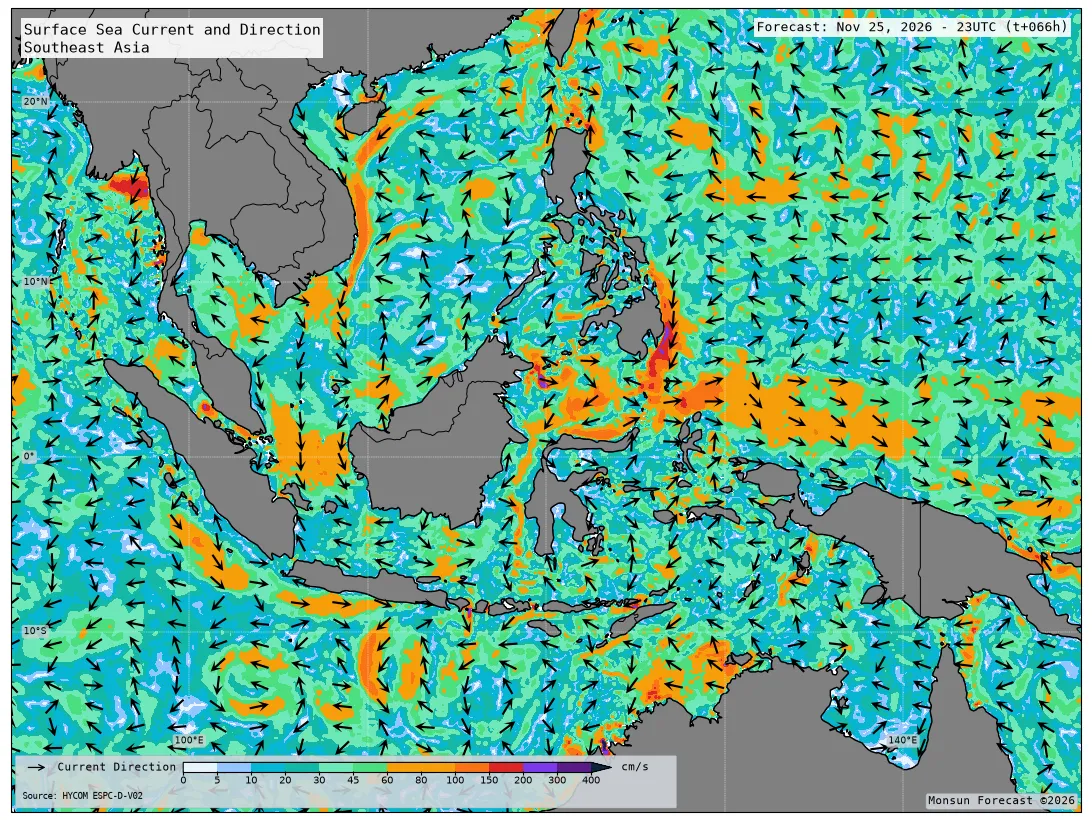 Surface Sea Current and Direction
Southeast Asia
Forecast: Nov 25, 2026 - 23UTC (t+066h)
20°N
10°N
0°
10°S
100°E
140°E
Current Direction
cm/s
0 5 10 20 30 45 60 80 100 150 200 300 400
Source: HYCOM ESPC-D-V02
Monsun Forecast ©2026